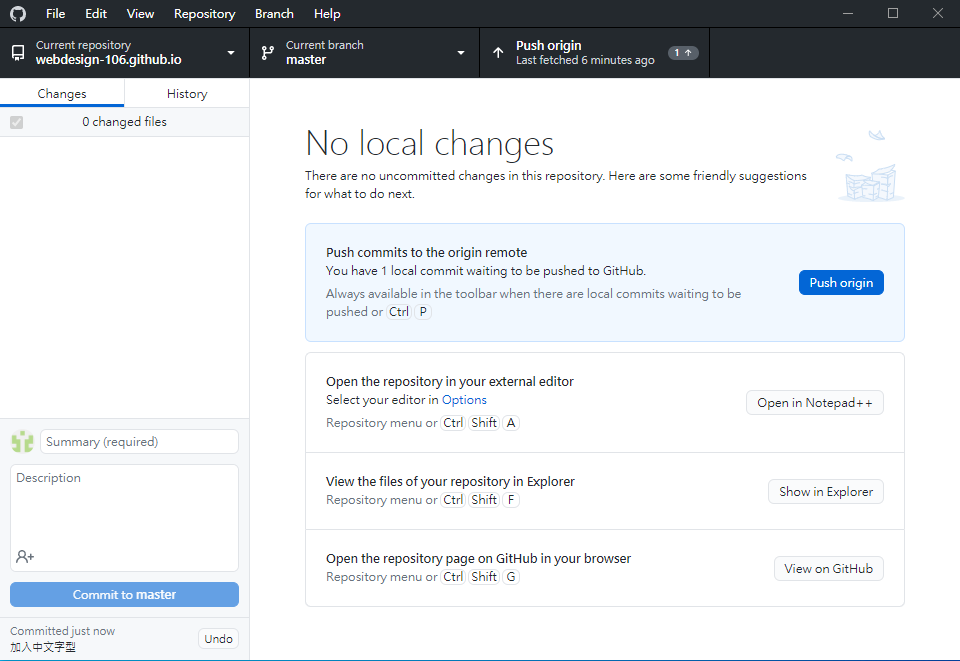 File Edit View Repository Branch Help
Current repository
webdesign-106.github.io
Current branch
master
Push origin
Last fetched 6 minutes ago
1
Changes History
0 changed files
No local changes
There are no uncommitted changes in this repository. Here are some friendly suggestions
for what to do next.
Push commits to the origin remote
You have 1 local commit waiting to be pushed to GitHub.
Always available in the toolbar when there are local commits waiting to be
pushed or Ctrl P
Push origin
Open the repository in your external editor
Select your editor in Options
Repository menu or Ctrl Shift A
Open in Notepad++
View the files of your repository in Explorer
Repository menu or Ctrl Shift F
Show in Explorer
Open the repository page on GitHub in your browser
Repository menu or Ctrl Shift G
View on GitHub
Summary (required)
Description
Commit to master
Committed just now
加入中文字型
Undo